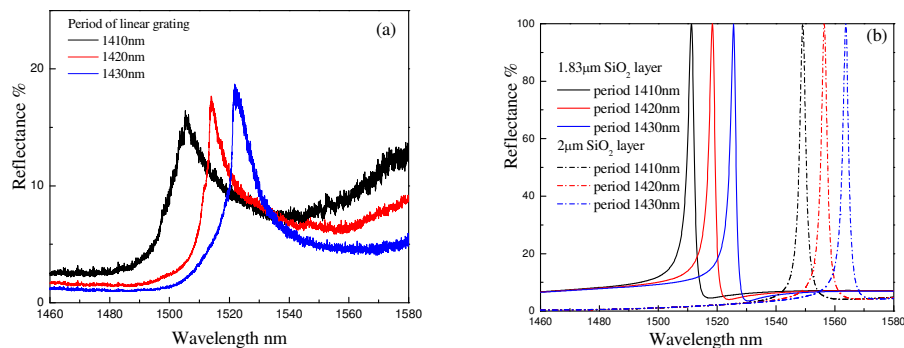 Period of linear grating
1410nm
1420nm
1430nm
(a)
20
10
0
Reflectance %
1460
1480
1500
1520
1540
1560
1580
Wavelength nm
(b)
1.83μm SiO₂ layer
period 1410nm
period 1420nm
period 1430nm
2μm SiO₂ layer
period 1410nm
period 1420nm
period 1430nm
100
80
60
40
20
0
Reflectance %
1460
1480
1500
1520
1540
1560
1580
Wavelength nm